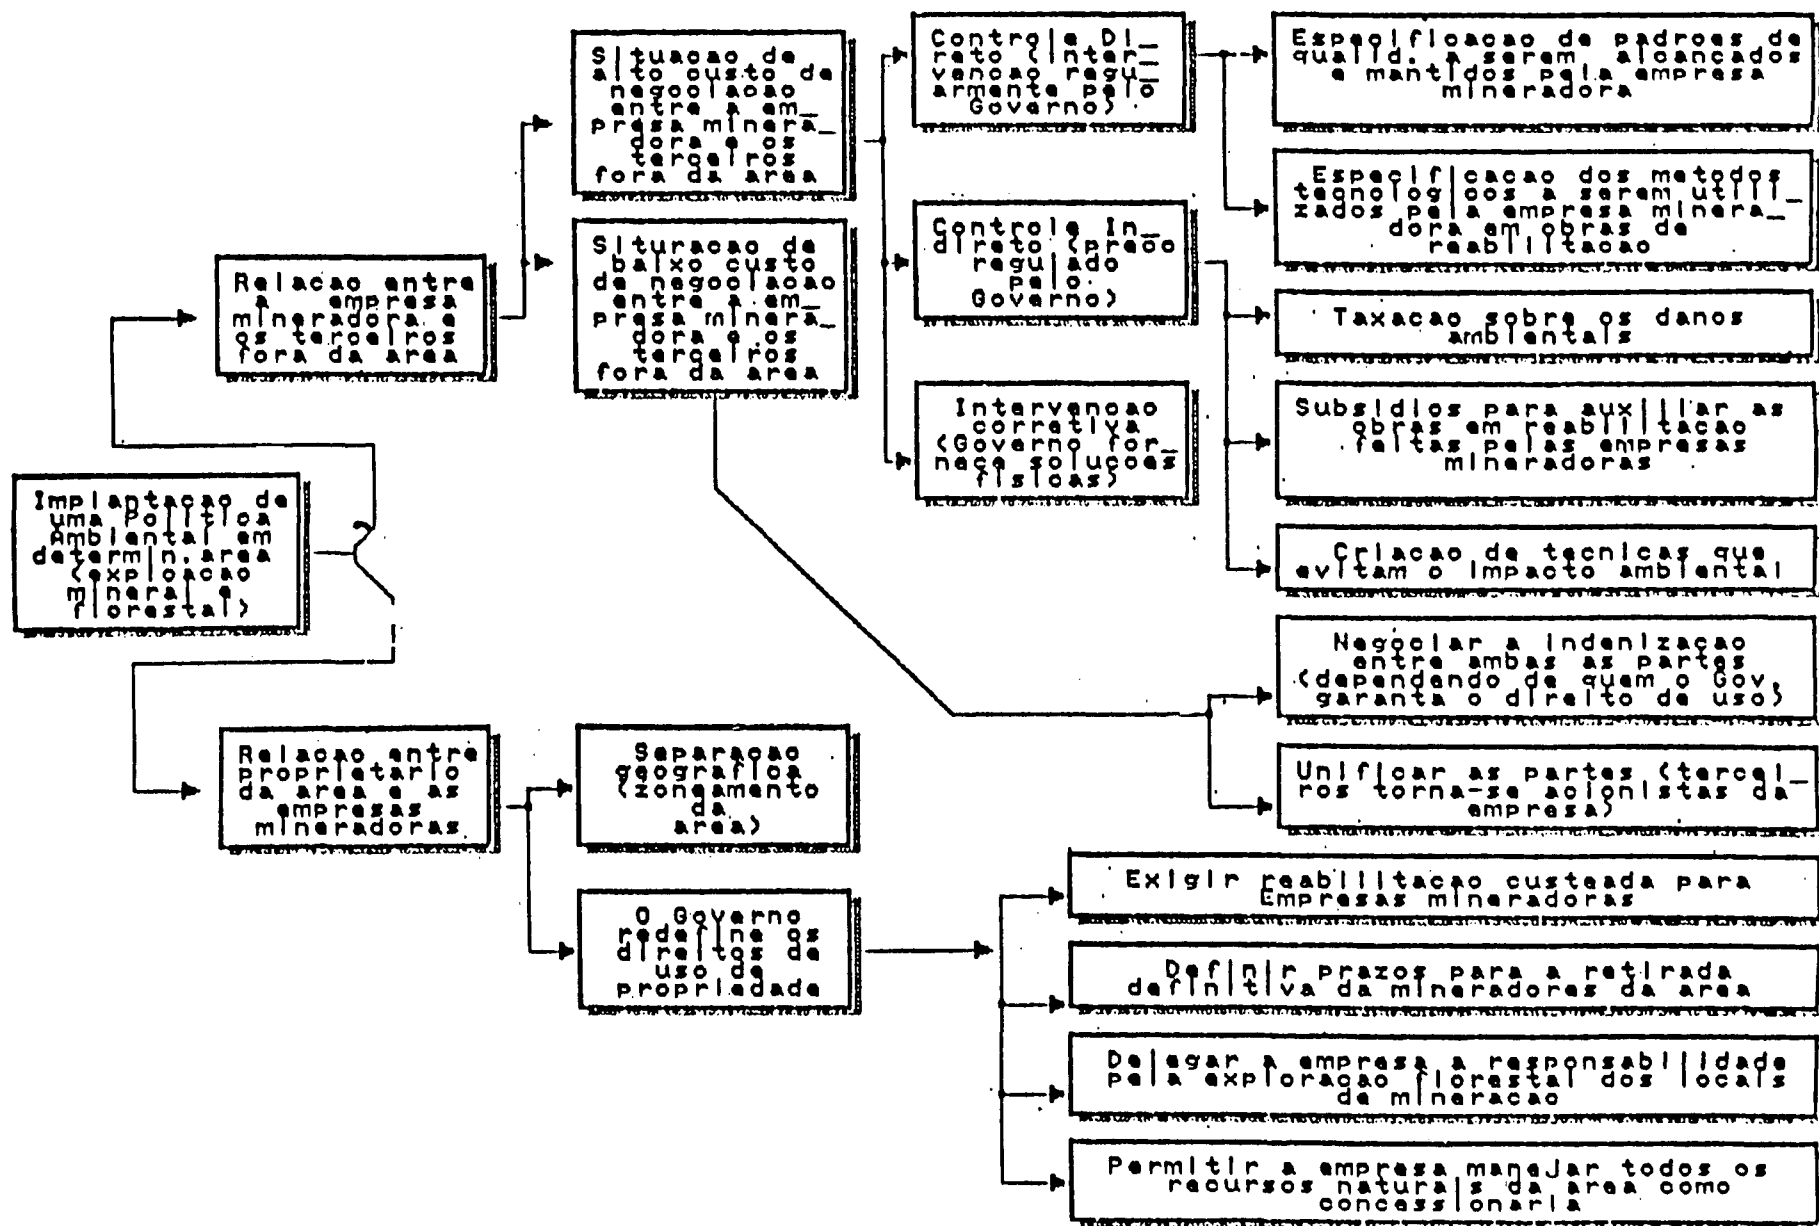 Implantacao de
uma Politica
Ambiental em
determin.area
(exploacao
mineral e
florestal)
Relacao entre
a empresa
mineradora e
os terceiros
fora da area
Relacao entre
proprietario
da area e as
empresas
mineradoras
Situacao de
alto custo de
negociacao
entre a em_
presa minera_
dora e os
terceiros
fora da area
Situracao de
baixo custo
de negociacao
entre a em_
presa minera_
dora e os
terceiros
fora da area
Separaçao
geografica
(zoneamento
da
area)
O Governo
redefine os
direitos de
uso de
propriedade
Controle Di_
reto (inter_
vencao regu_
armente pelo
Governo)
Controle In_
direto (preco
regulado
pelo
Governo)
Intervencao
corretiva
(Governo for_
nece solucoes
fisicas)
Especificacao de padroes de
qualid. a serem alcancados
e mantidos pela empresa
mineradora
Especificacao dos metodos
tecnologicos a serem utili_
zados pela empresa minera_
dora em obras de
reabilitacao
Taxacao sobre os danos
ambientais
Subsidios para auxiliar as
obras em reabilitacao
feitas pelas empresas
mineradoras
Criacao de tecnicas que
evitam o impacto ambiental
Negociar a indenizacao
entre ambas as partes
(dependendo de quem o Gov.
garanta o direito de uso)
Unificar as partes (tercei_
ros torna-se acionistas da
empresa)
Exigir reabilitacao custeada para
Empresas mineradoras
Definir prazos para a retirada
definitiva da mineradores da area
Delegar a empresa a responsabilidade
pela exploraçao florestal dos locais
de mineracao
Permitir a empresa manejar todos os
recursos naturais da area como
concessionaria